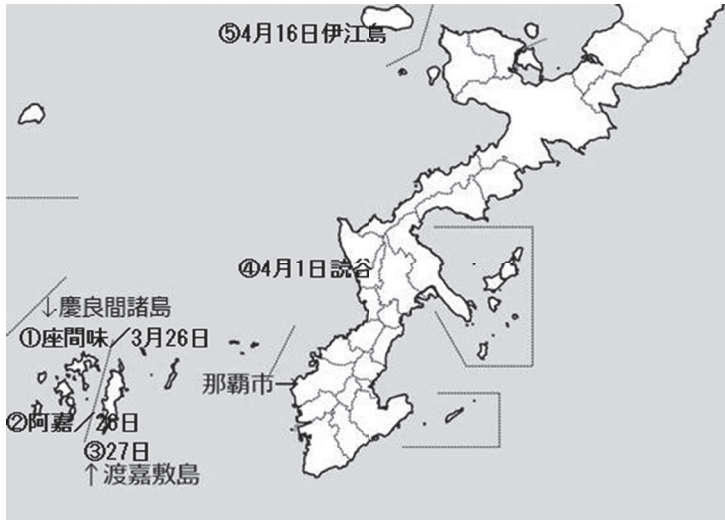 ⑤4月16日伊江島
④4月1日読谷
↓慶良間諸島
①座間味／3月26日
那覇市→
②阿嘉／26日
③27日
↑渡嘉敷島